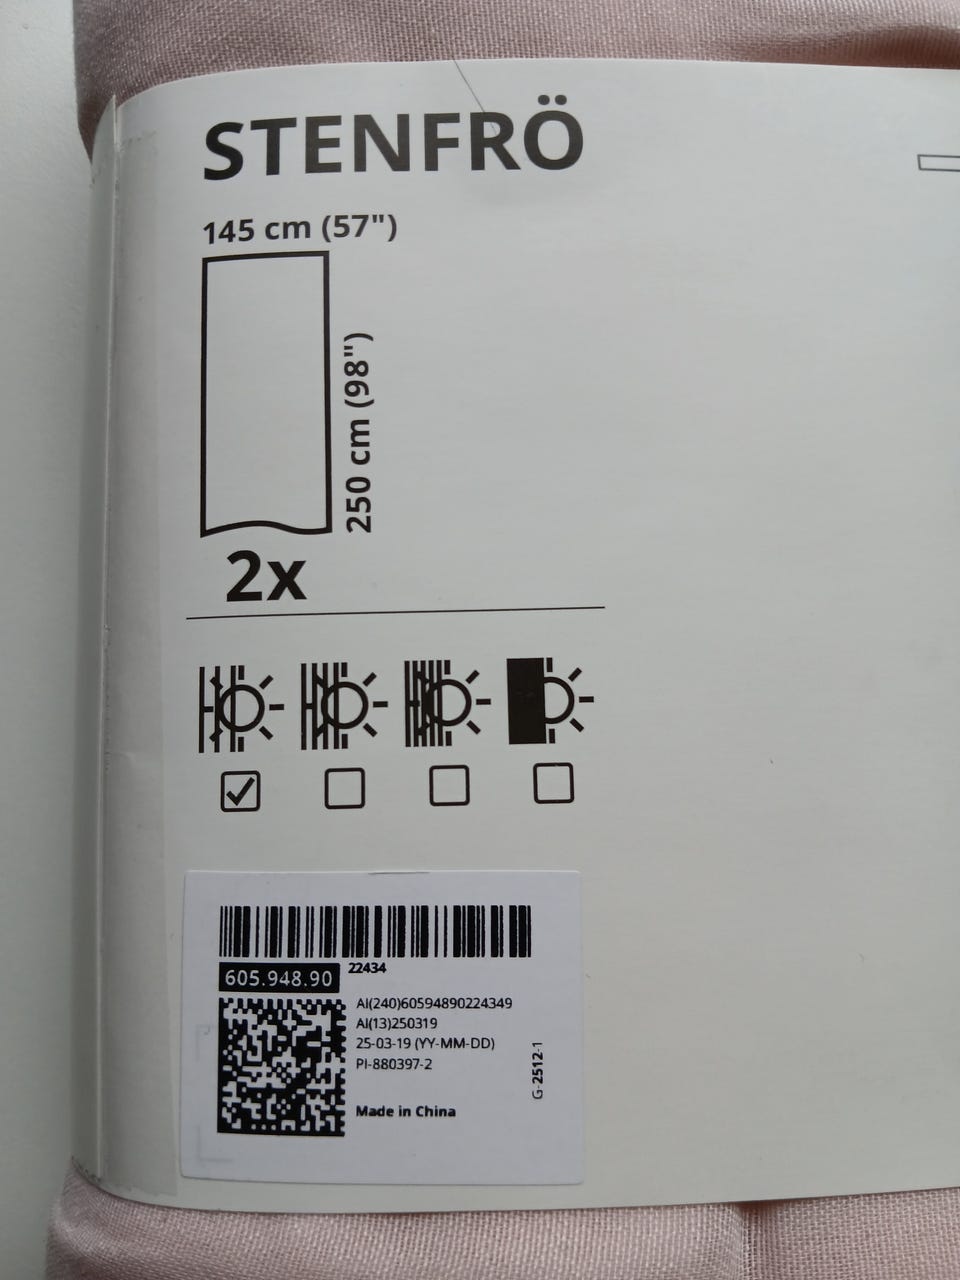 STENFRÖ
145 cm (57")
250 cm (98")
2x
605.948.90
22434
AI(240)60594890224349
AI(13)250319
25-03-19 (YY-MM-DD)
PI-880397-2
G-2512-1
Made in China